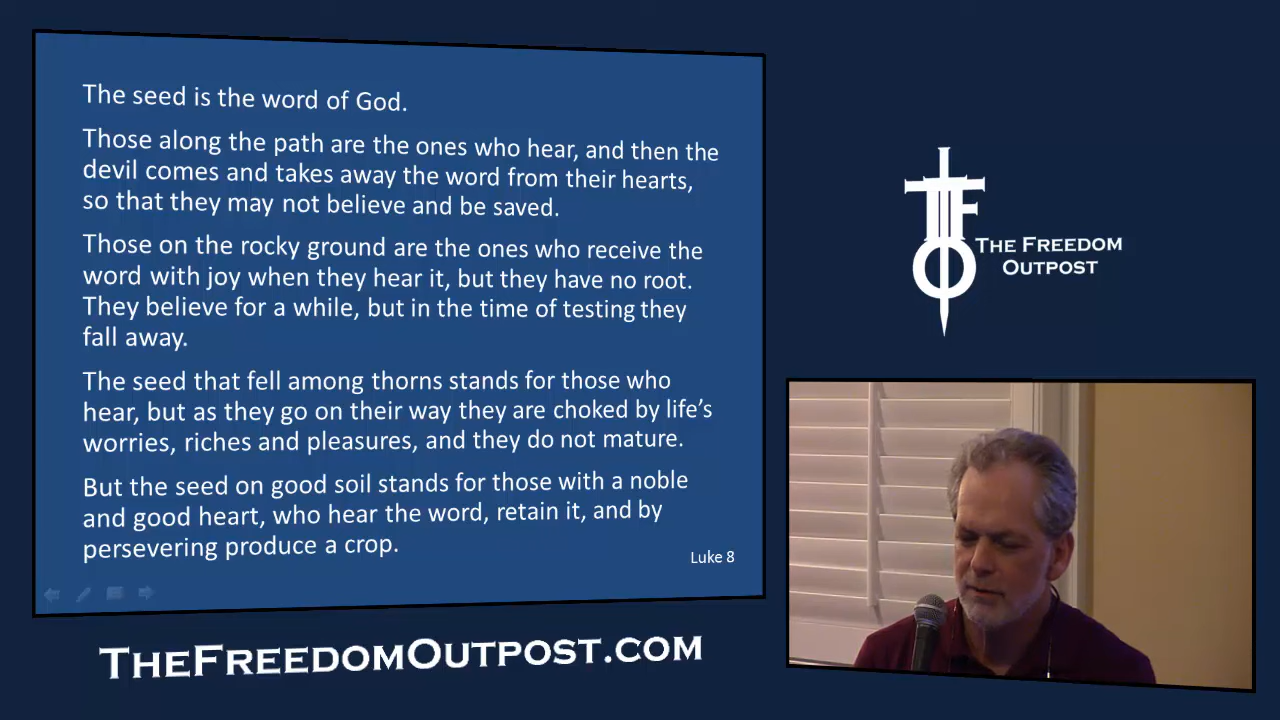 The seed is the word of God.
Those along the path are the ones who hear, and then the
devil comes and takes away the word from their hearts,
so that they may not believe and be saved.
Those on the rocky ground are the ones who receive the
word with joy when they hear it, but they have no root.
They believe for a while, but in the time of testing they
fall away.
The seed that fell among thorns stands for those who
hear, but as they go on their way they are choked by life’s
worries, riches and pleasures, and they do not mature.
But the seed on good soil stands for those with a noble
and good heart, who hear the word, retain it, and by
persevering produce a crop.
Luke 8
TFO
The Freedom
Outpost
TheFreedomOutpost.com